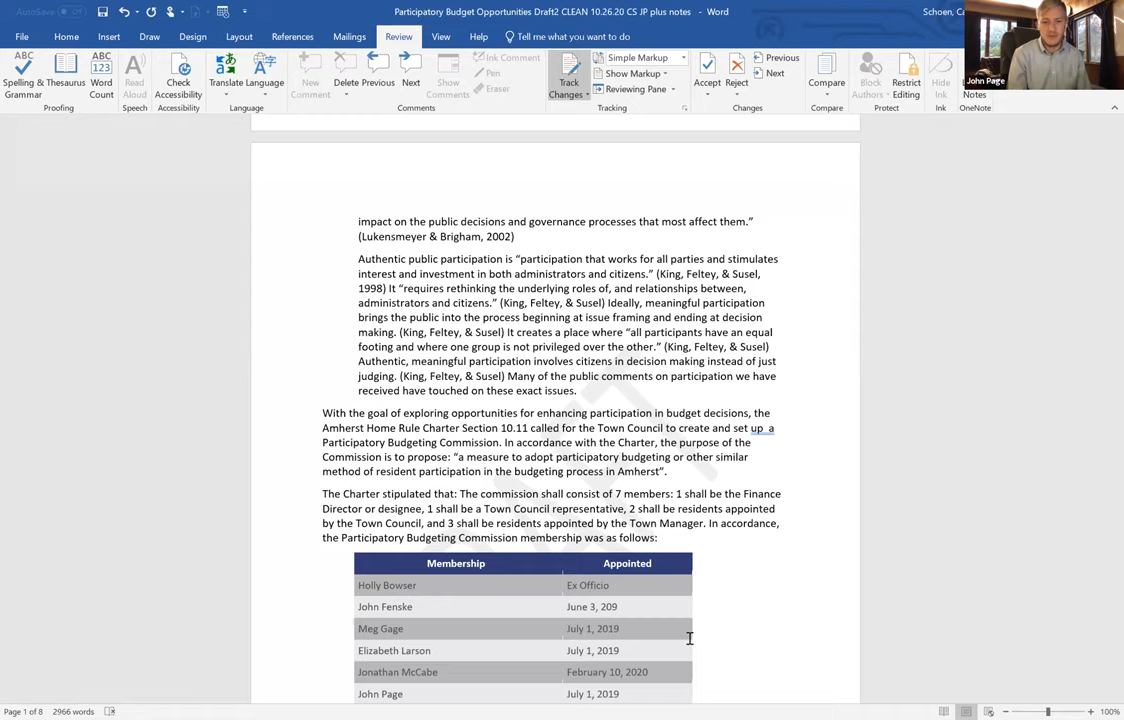 AutoSave Off
Participatory Budget Opportunities Draft2 CLEAN 10.26.20 CS JP plus notes - Word
Schoen, Ca
File Home Insert Draw Design Layout References Mailings Review View Help Tell me what you want to do
John Page
Spelling & Grammar
Thesaurus
Word Count
Read Aloud
Check Accessibility
Translate
Language
New Comment
Delete
Previous
Next
Show Comments
Ink Comment
Pen
Eraser
Track Changes
Simple Markup
Show Markup
Reviewing Pane
Accept
Reject
Previous
Next
Compare
Block Authors
Restrict Editing
Hide Ink
Notes
Proofing Speech Accessibility Language Comments Tracking Changes Compare Protect Ink OneNote
impact on the public decisions and governance processes that most affect them.”
(Lukensmeyer & Brigham, 2002)
Authentic public participation is “participation that works for all parties and stimulates
interest and investment in both administrators and citizens.” (King, Feltey, & Susel,
1998) It “requires rethinking the underlying roles of, and relationships between,
administrators and citizens.” (King, Feltey, & Susel) Ideally, meaningful participation
brings the public into the process beginning at issue framing and ending at decision
making. (King, Feltey, & Susel) It creates a place where “all participants have an equal
footing and where one group is not privileged over the other.” (King, Feltey, & Susel)
Authentic, meaningful participation involves citizens in decision making instead of just
judging. (King, Feltey, & Susel) Many of the public comments on participation we have
received have touched on these exact issues.
With the goal of exploring opportunities for enhancing participation in budget decisions, the
Amherst Home Rule Charter Section 10.11 called for the Town Council to create and set up a
Participatory Budgeting Commission. In accordance with the Charter, the purpose of the
Commission is to propose: “a measure to adopt participatory budgeting or other similar
method of resident participation in the budgeting process in Amherst”.
The Charter stipulated that: The commission shall consist of 7 members: 1 shall be the Finance
Director or designee, 1 shall be a Town Council representative, 2 shall be residents appointed
by the Town Council, and 3 shall be residents appointed by the Town Manager. In accordance,
the Participatory Budgeting Commission membership was as follows:
Membership Appointed
Holly Bowser Ex Officio
John Fenske June 3, 209
Meg Gage July 1, 2019
Elizabeth Larson July 1, 2019
Jonathan McCabe February 10, 2020
John Page July 1, 2019
Page 1 of 8 2966 words 100%